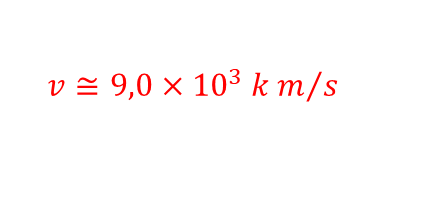 v ≅ 9,0 × 10³ k m/s